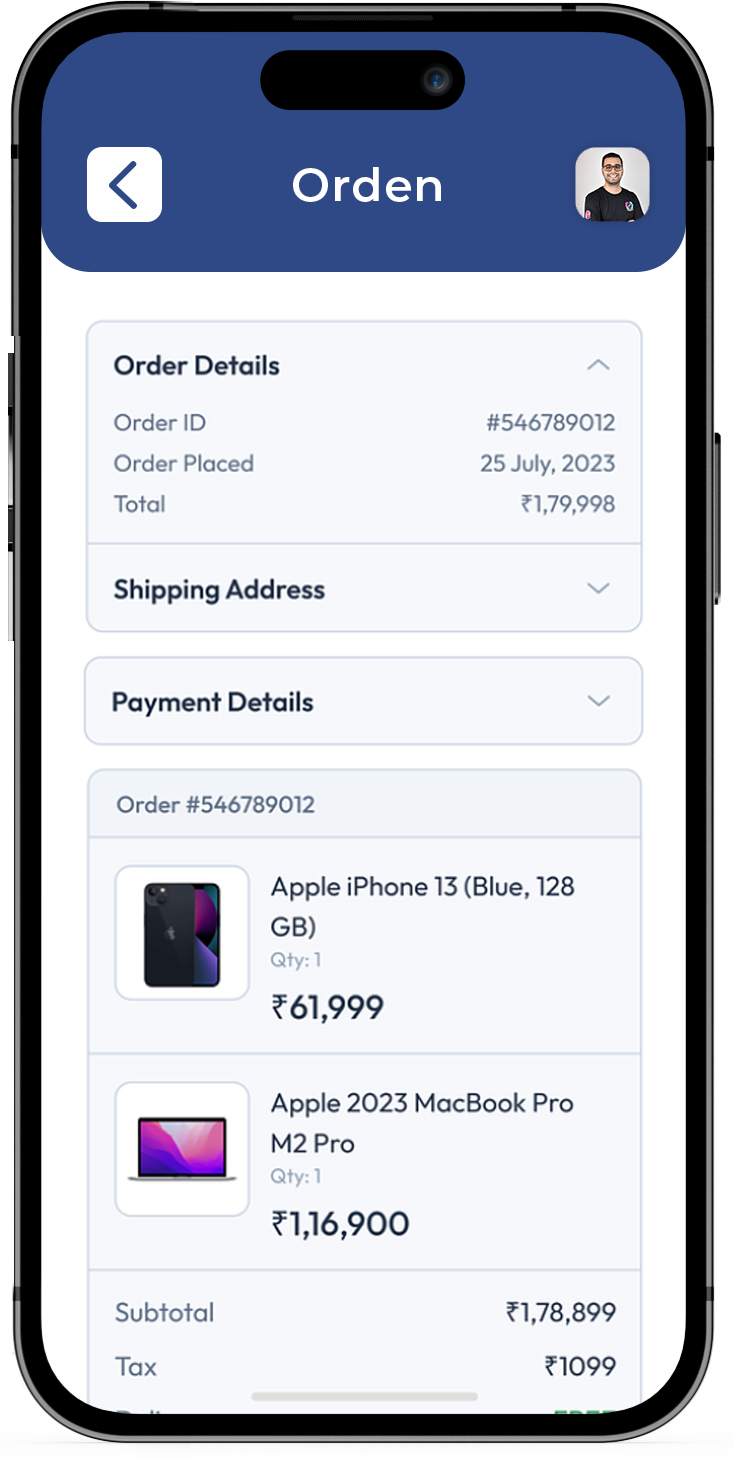 Orden
Order Details
Order ID #546789012
Order Placed 25 July, 2023
Total ₹1,79,998
Shipping Address
Payment Details
Order #546789012
Apple iPhone 13 (Blue, 128
GB)
Qty: 1
₹61,999
Apple 2023 MacBook Pro
M2 Pro
Qty: 1
₹1,16,900
Subtotal ₹1,78,899
Tax ₹1099